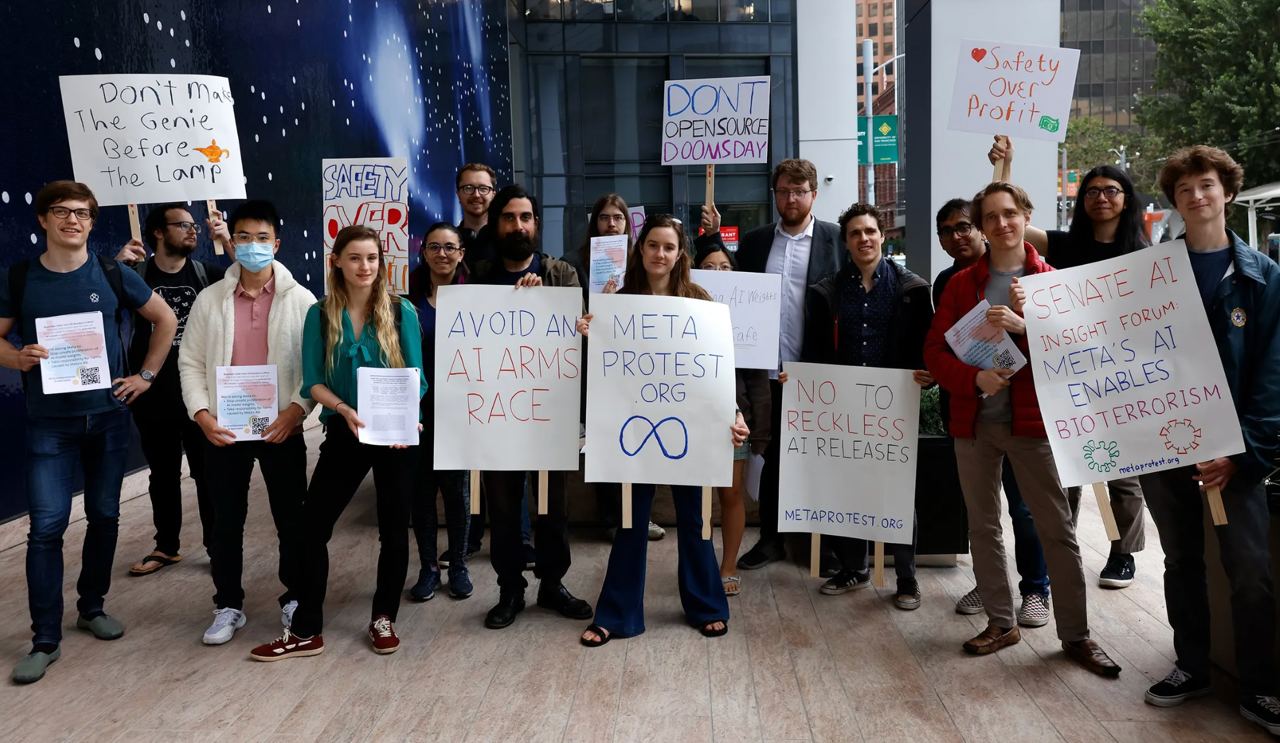 Don't Make
The Genie
Before
The Lamp
SAFETY
OVER
DON'T
OPENSOURCE
DOOMSDAY
Safety
Over
Profit
AVOID AN
AI ARMS
RACE
META
PROTEST
.ORG
AI Weights
NO TO
RECKLESS
AI RELEASES
METAPROTEST.ORG
SENATE AI
INSIGHT FORUM:
META'S AI
ENABLES
BIOTERRORISM
metaprotest.org